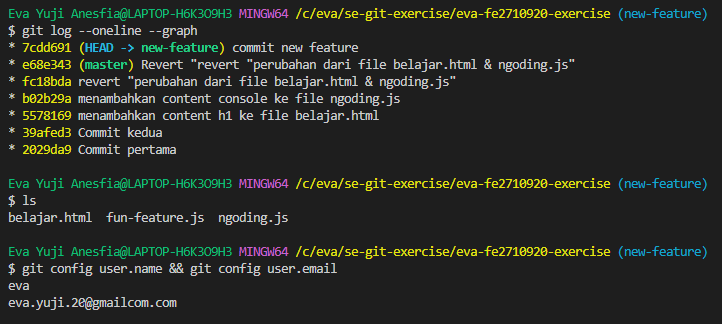 Eva Yuji Anesfia@LAPTOP-H6K3O9H3 MINGW64 /c/eva/se-git-exercise/eva-fe2710920-exercise (new-feature)
$ git log --oneline --graph
* 7cdd691 (HEAD -> new-feature) commit new feature
* e68e343 (master) Revert "revert "perubahan dari file belajar.html & ngoding.js"
* fc18bda revert "perubahan dari file belajar.html & ngoding.js"
* b02b29a menambahkan content console ke file ngoding.js
* 5578169 menambahkan content h1 ke file belajar.html
* 39afed3 Commit kedua
* 2029da9 Commit pertama
Eva Yuji Anesfia@LAPTOP-H6K3O9H3 MINGW64 /c/eva/se-git-exercise/eva-fe2710920-exercise (new-feature)
$ ls
belajar.html  fun-feature.js  ngoding.js
Eva Yuji Anesfia@LAPTOP-H6K3O9H3 MINGW64 /c/eva/se-git-exercise/eva-fe2710920-exercise (new-feature)
$ git config user.name && git config user.email
eva
eva.yuji.20@gmailcom.com